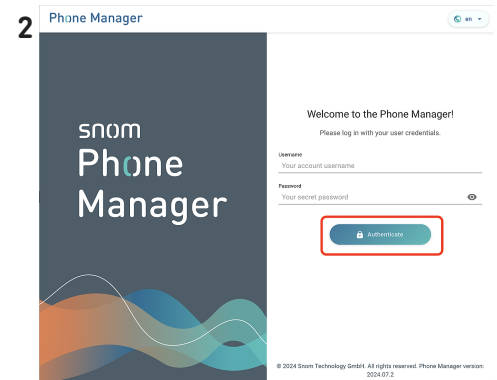 2
Phone Manager
en
snom
Phone
Manager
Welcome to the Phone Manager!
Please log in with your user credentials.
Username
Your account username
Password
Your secret password
Authenticate
© 2024 Snom Technology GmbH. All rights reserved. Phone Manager version:
2024.07.2